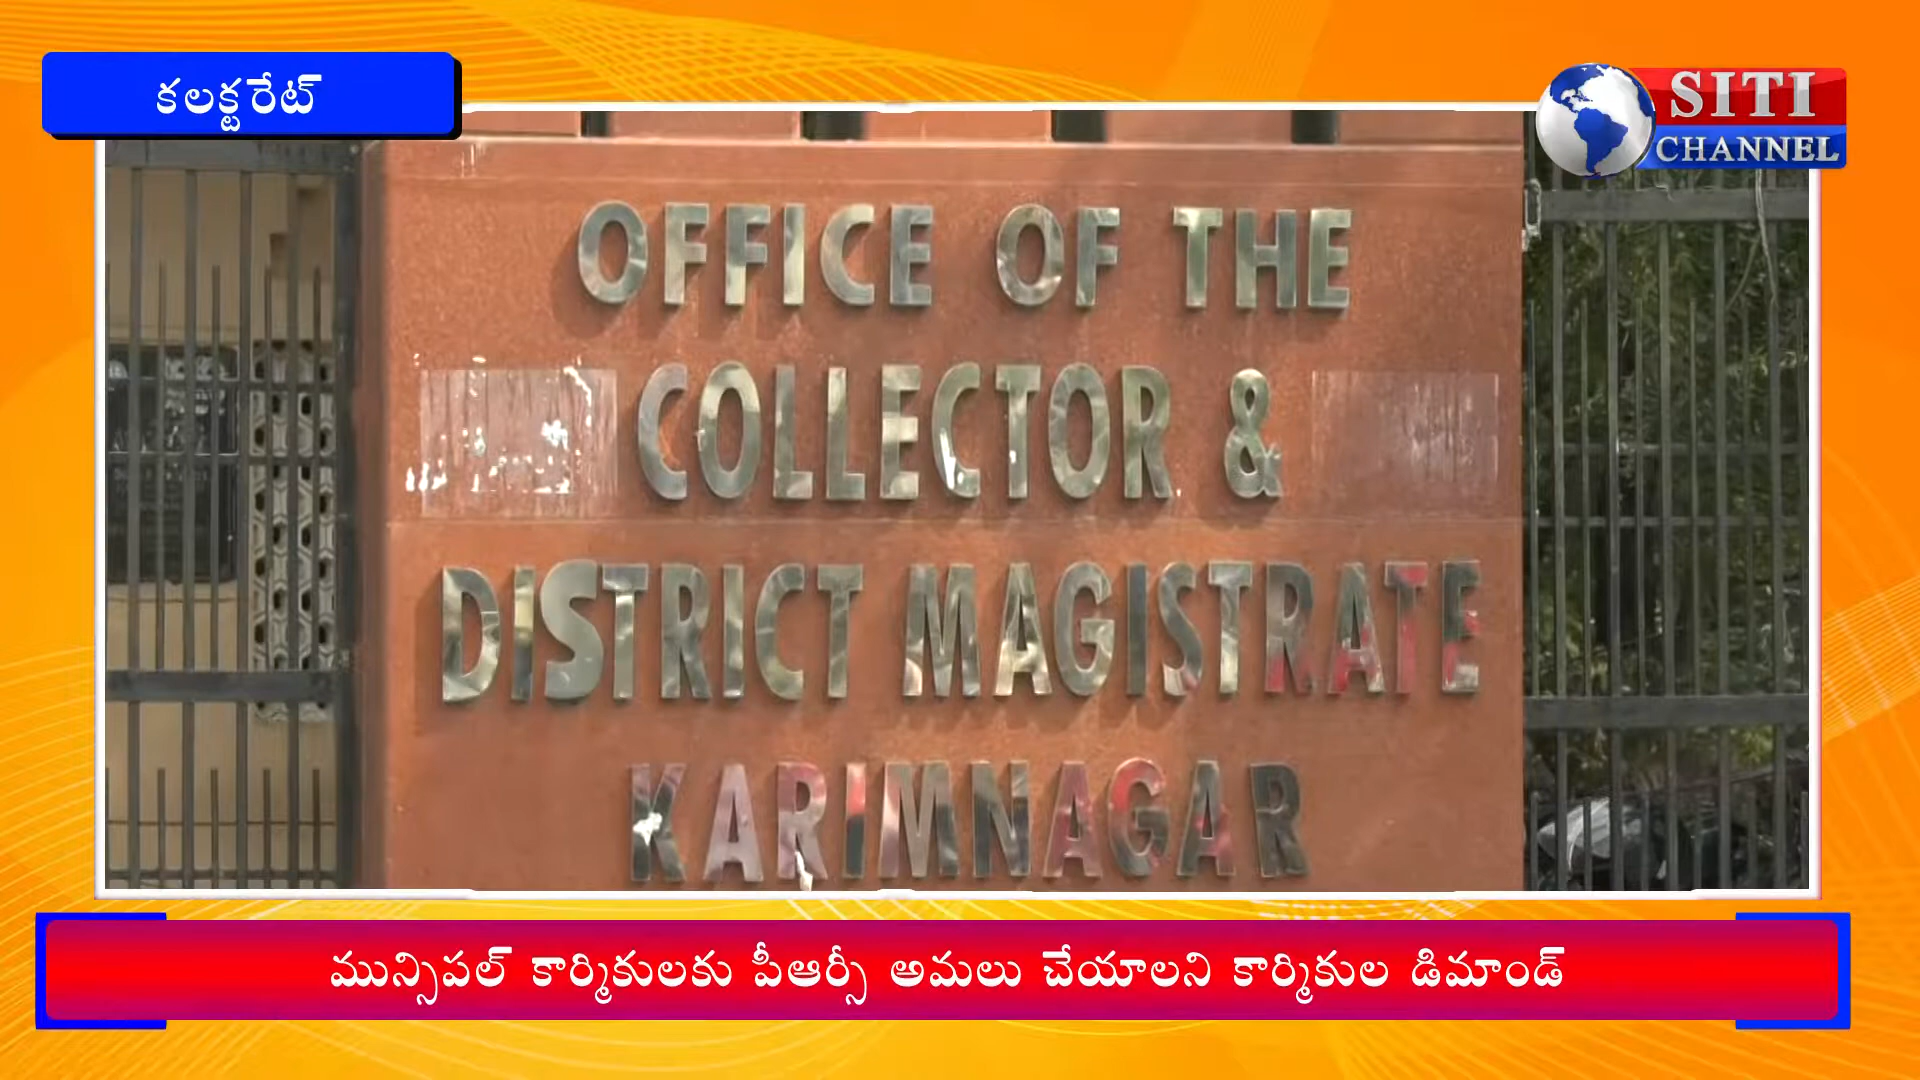 కలక్టరేట్
SITI
CHANNEL
OFFICE OF THE
COLLECTOR &
DISTRICT MAGISTRATE
KARIMNAGAR
మున్సిపల్ కార్మికులకు పీఆర్సీ అమలు చేయాలని కార్మికుల డిమాండ్